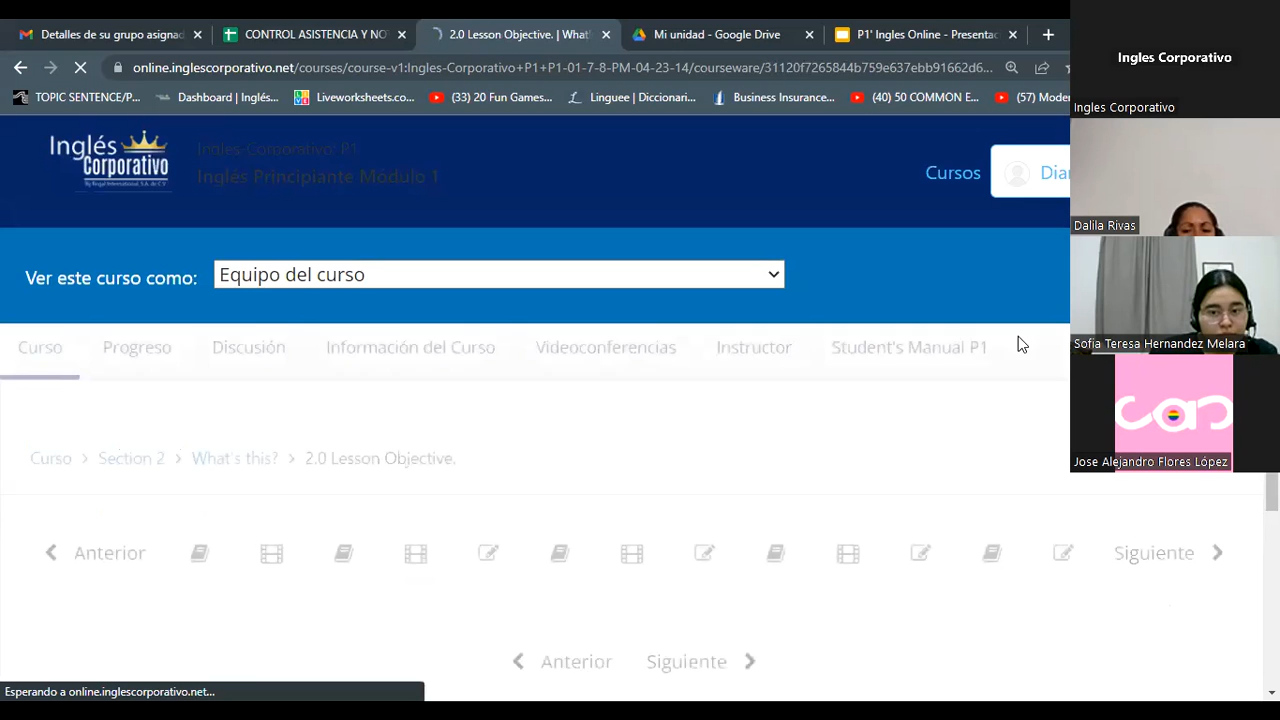 Detalles de su grupo asignad
CONTROL ASISTENCIA Y NO
2.0 Lesson Objective. | What'
Mi unidad - Google Drive
P1' Ingles Online - Presentac
online.inglescorporativo.net/courses/course-v1:Ingles-Corporativo+P1+P1-01-7-8-PM-04-23-14/courseware/31120f7265844b759e637ebb91662d6...
TOPIC SENTENCE/P...
Dashboard | Inglés...
Liveworksheets.co...
(33) 20 Fun Games...
Linguee | Diccionari...
Business Insurance...
(40) 50 COMMON E...
(57) Moder
Inglés
Corporativo
Ingles-Corporativo: P1
Inglés Principiante Módulo 1
Cursos
Dian
Ver este curso como:
Equipo del curso
Curso
Progreso
Discusión
Información del Curso
Videoconferencias
Instructor
Student's Manual P1
Curso > Section 2 > What's this? > 2.0 Lesson Objective.
Anterior
Siguiente
Anterior
Siguiente
Esperando a online.inglescorporativo.net...
Ingles Corporativo
Ingles Corporativo
Dalila Rivas
Sofia Teresa Hernandez Melara
cas
Jose Alejandro Flores López